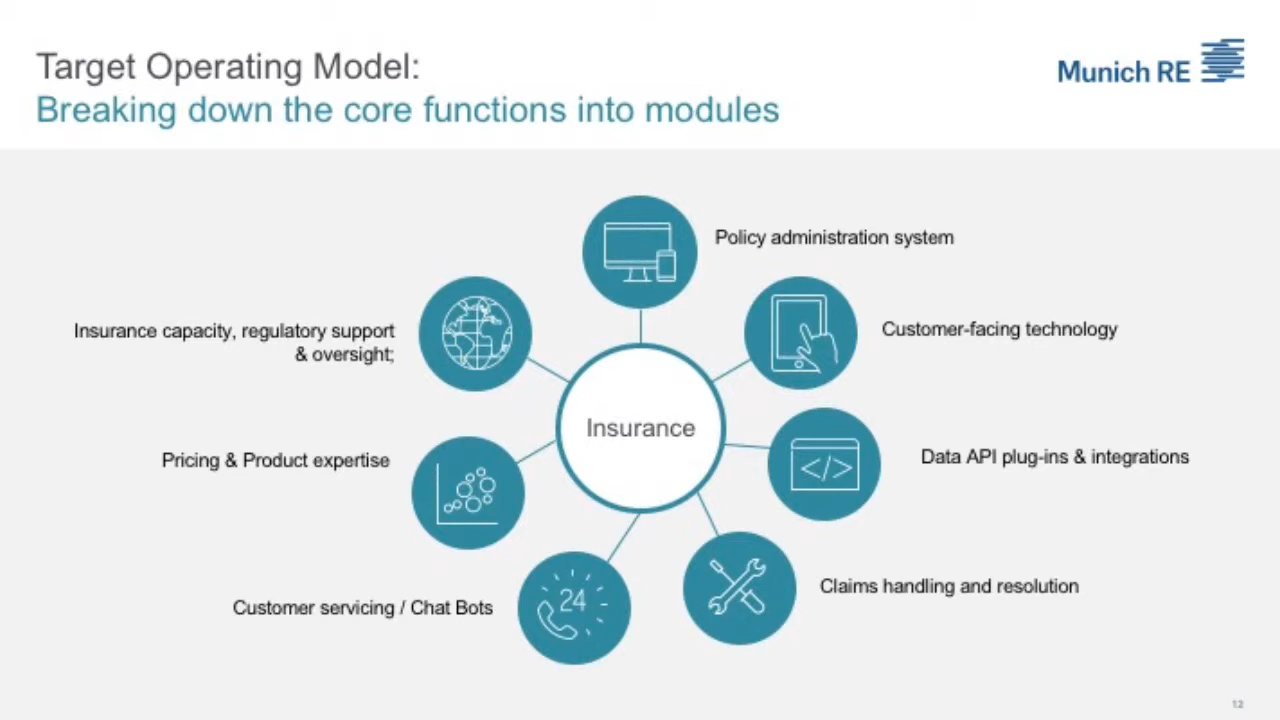 Target Operating Model:
Breaking down the core functions into modules
Munich RE
Policy administration system
Insurance capacity, regulatory support
& oversight;
Customer-facing technology
Insurance
Pricing & Product expertise
Data API plug-ins & integrations
</>
Claims handling and resolution
Customer servicing / Chat Bots
24
12